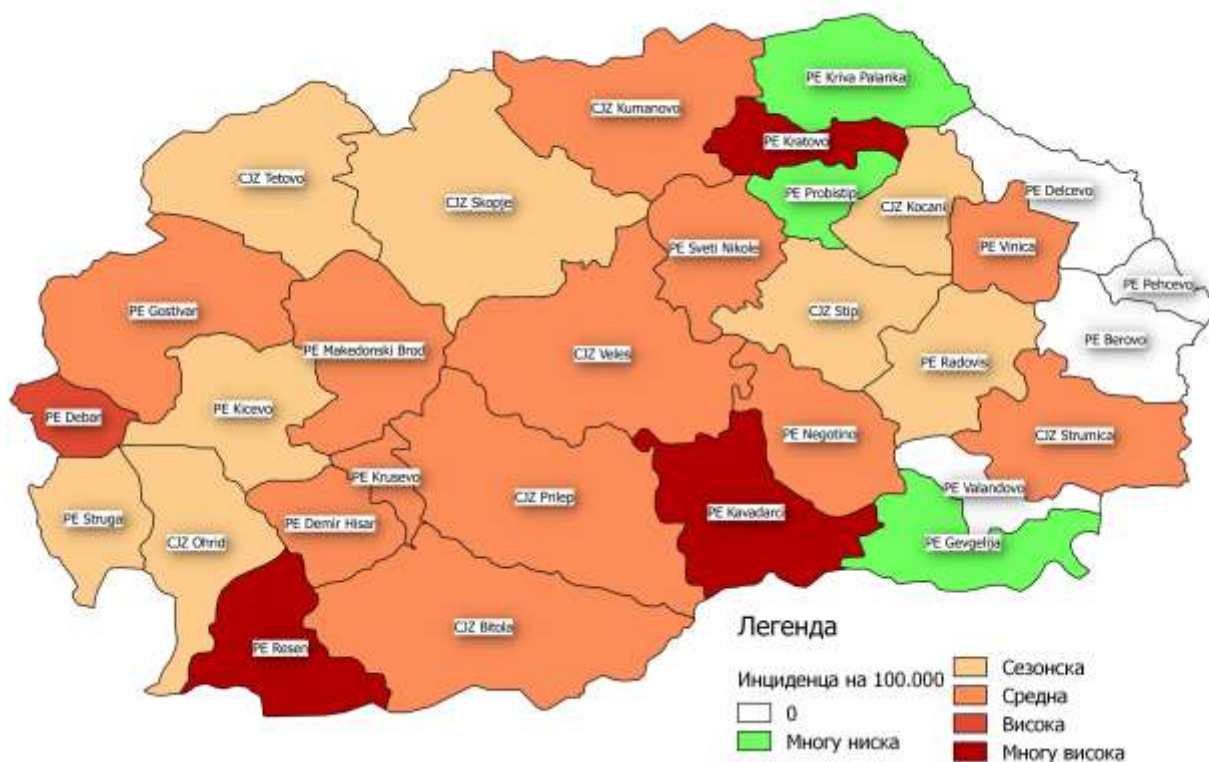 PE Kriva Palanka
CJZ Kumanovo
PE Kratovo
CJZ Tetovo
PE Probistip
PE Delcevo
CJZ Skopje
CJZ Kocani
PE Sveti Nikole
PE Vinica
PE Pehcevo
PE Gostivar
CJZ Stip
PE Berovo
PE Makedonski Brod
CJZ Veles
PE Radovis
PE Debar
PE Kicevo
PE Negotino
CJZ Strumica
PE Krusevo
PE Valandovo
CJZ Prilep
PE Struga
PE Demir Hisar
PE Kavadarci
CJZ Ohrid
PE Gevgelija
CJZ Bitola
PE Resen
Легенда
Инциденца на 100.000
0
Многу ниска
Сезонска
Средна
Висока
Многу висока